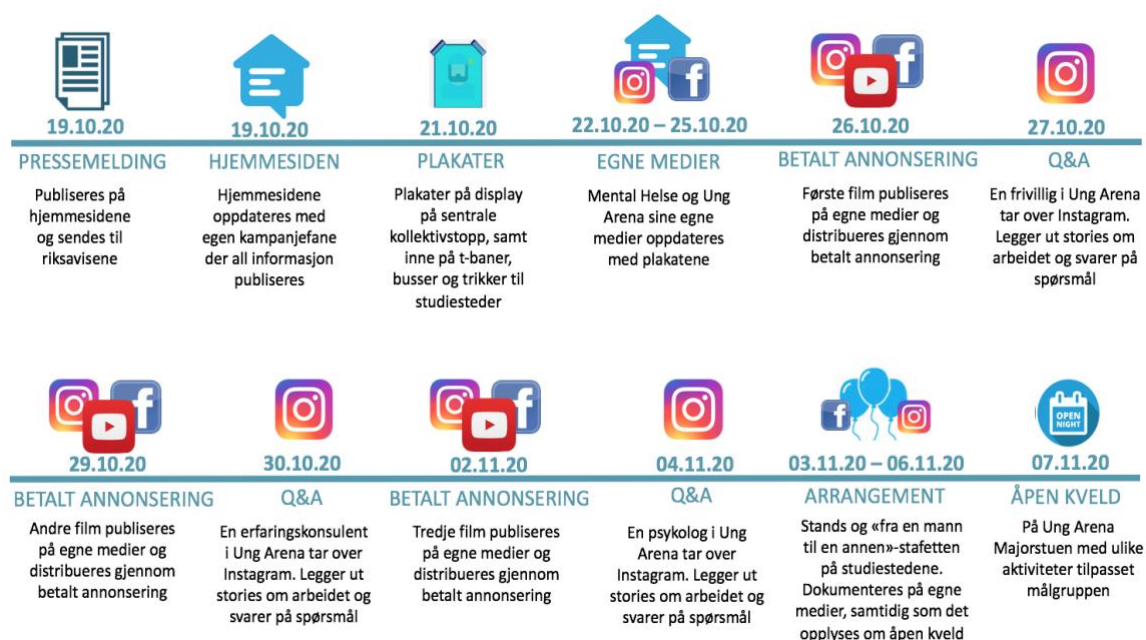 19.10.20
PRESSEMELDING
Publiseres på
hjemmesidene
og sendes til
riksavisene
19.10.20
HJEMMESIDEN
Hjemmesidene
oppdateres med
egen kampanjefane
der all informasjon
publiseres
21.10.20
PLAKATER
Plakater på display
på sentrale
kollektivstopp, samt
inne på t-baner,
busser og trikker til
studiesteder
22.10.20 – 25.10.20
EGNE MEDIER
Mental Helse og Ung
Arena sine egne
medier oppdateres
med plakatene
26.10.20
BETALT ANNONSERING
Første film publiseres
på egne medier og
distribueres gjennom
betalt annonsering
27.10.20
Q&A
En frivillig i Ung Arena
tar over Instagram.
Legger ut stories om
arbeidet og svarer på
spørsmål
29.10.20
BETALT ANNONSERING
Andre film publiseres
på egne medier og
distribueres gjennom
betalt annonsering
30.10.20
Q&A
En erfaringskonsulent
i Ung Arena tar over
Instagram. Legger ut
stories om arbeidet og
svarer på spørsmål
02.11.20
BETALT ANNONSERING
Tredje film publiseres
på egne medier og
distribueres gjennom
betalt annonsering
04.11.20
Q&A
En psykolog i Ung
Arena tar over
Instagram. Legger ut
stories om arbeidet og
svarer på spørsmål
03.11.20 – 06.11.20
ARRANGEMENT
Stands og «fra en mann
til en annen»-stafetten
på studiestedene.
Dokumenteres på egne
medier, samtidig som det
opplyses om åpen kveld
OPEN
NIGHT
07.11.20
ÅPEN KVELD
På Ung Arena
Majorstuen med ulike
aktiviteter tilpasset
målgruppen